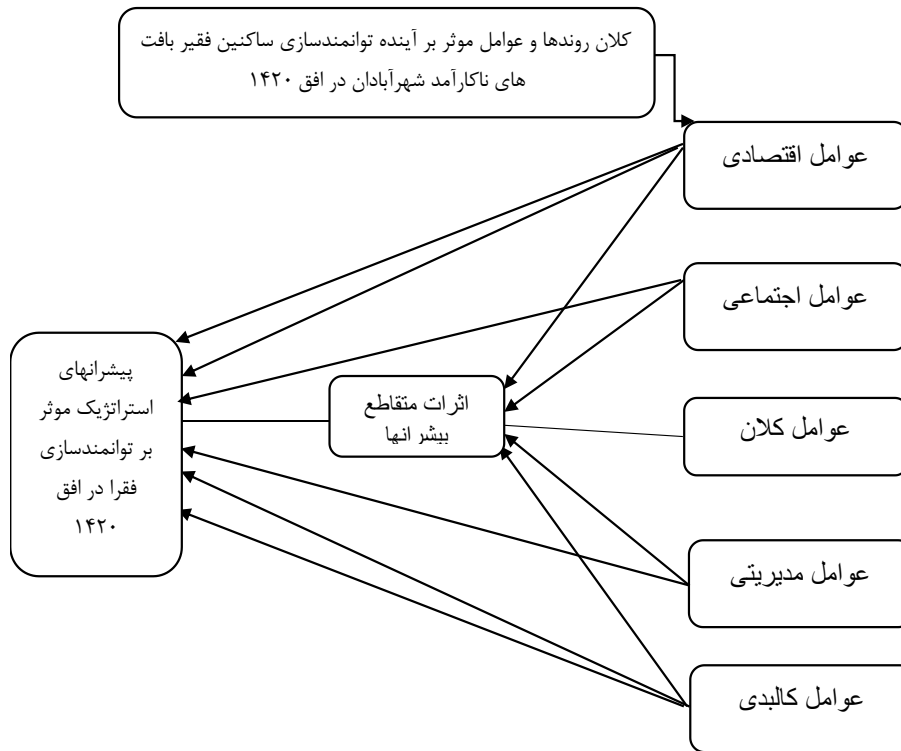 کلان روندها و عوامل موثر بر آینده توانمندسازی ساکنین فقیر بافت
های ناکارآمد شهرآبادان در افق ۱۴۲۰
عوامل اقتصادی
عوامل اجتماعی
عوامل کلان
عوامل مدیریتی
عوامل کالبدی
اثرات متقاطع
پیشرانها
پیشرانهای
استراتژیک موثر
بر توانمندسازی
فقرا در افق
۱۴۲۰